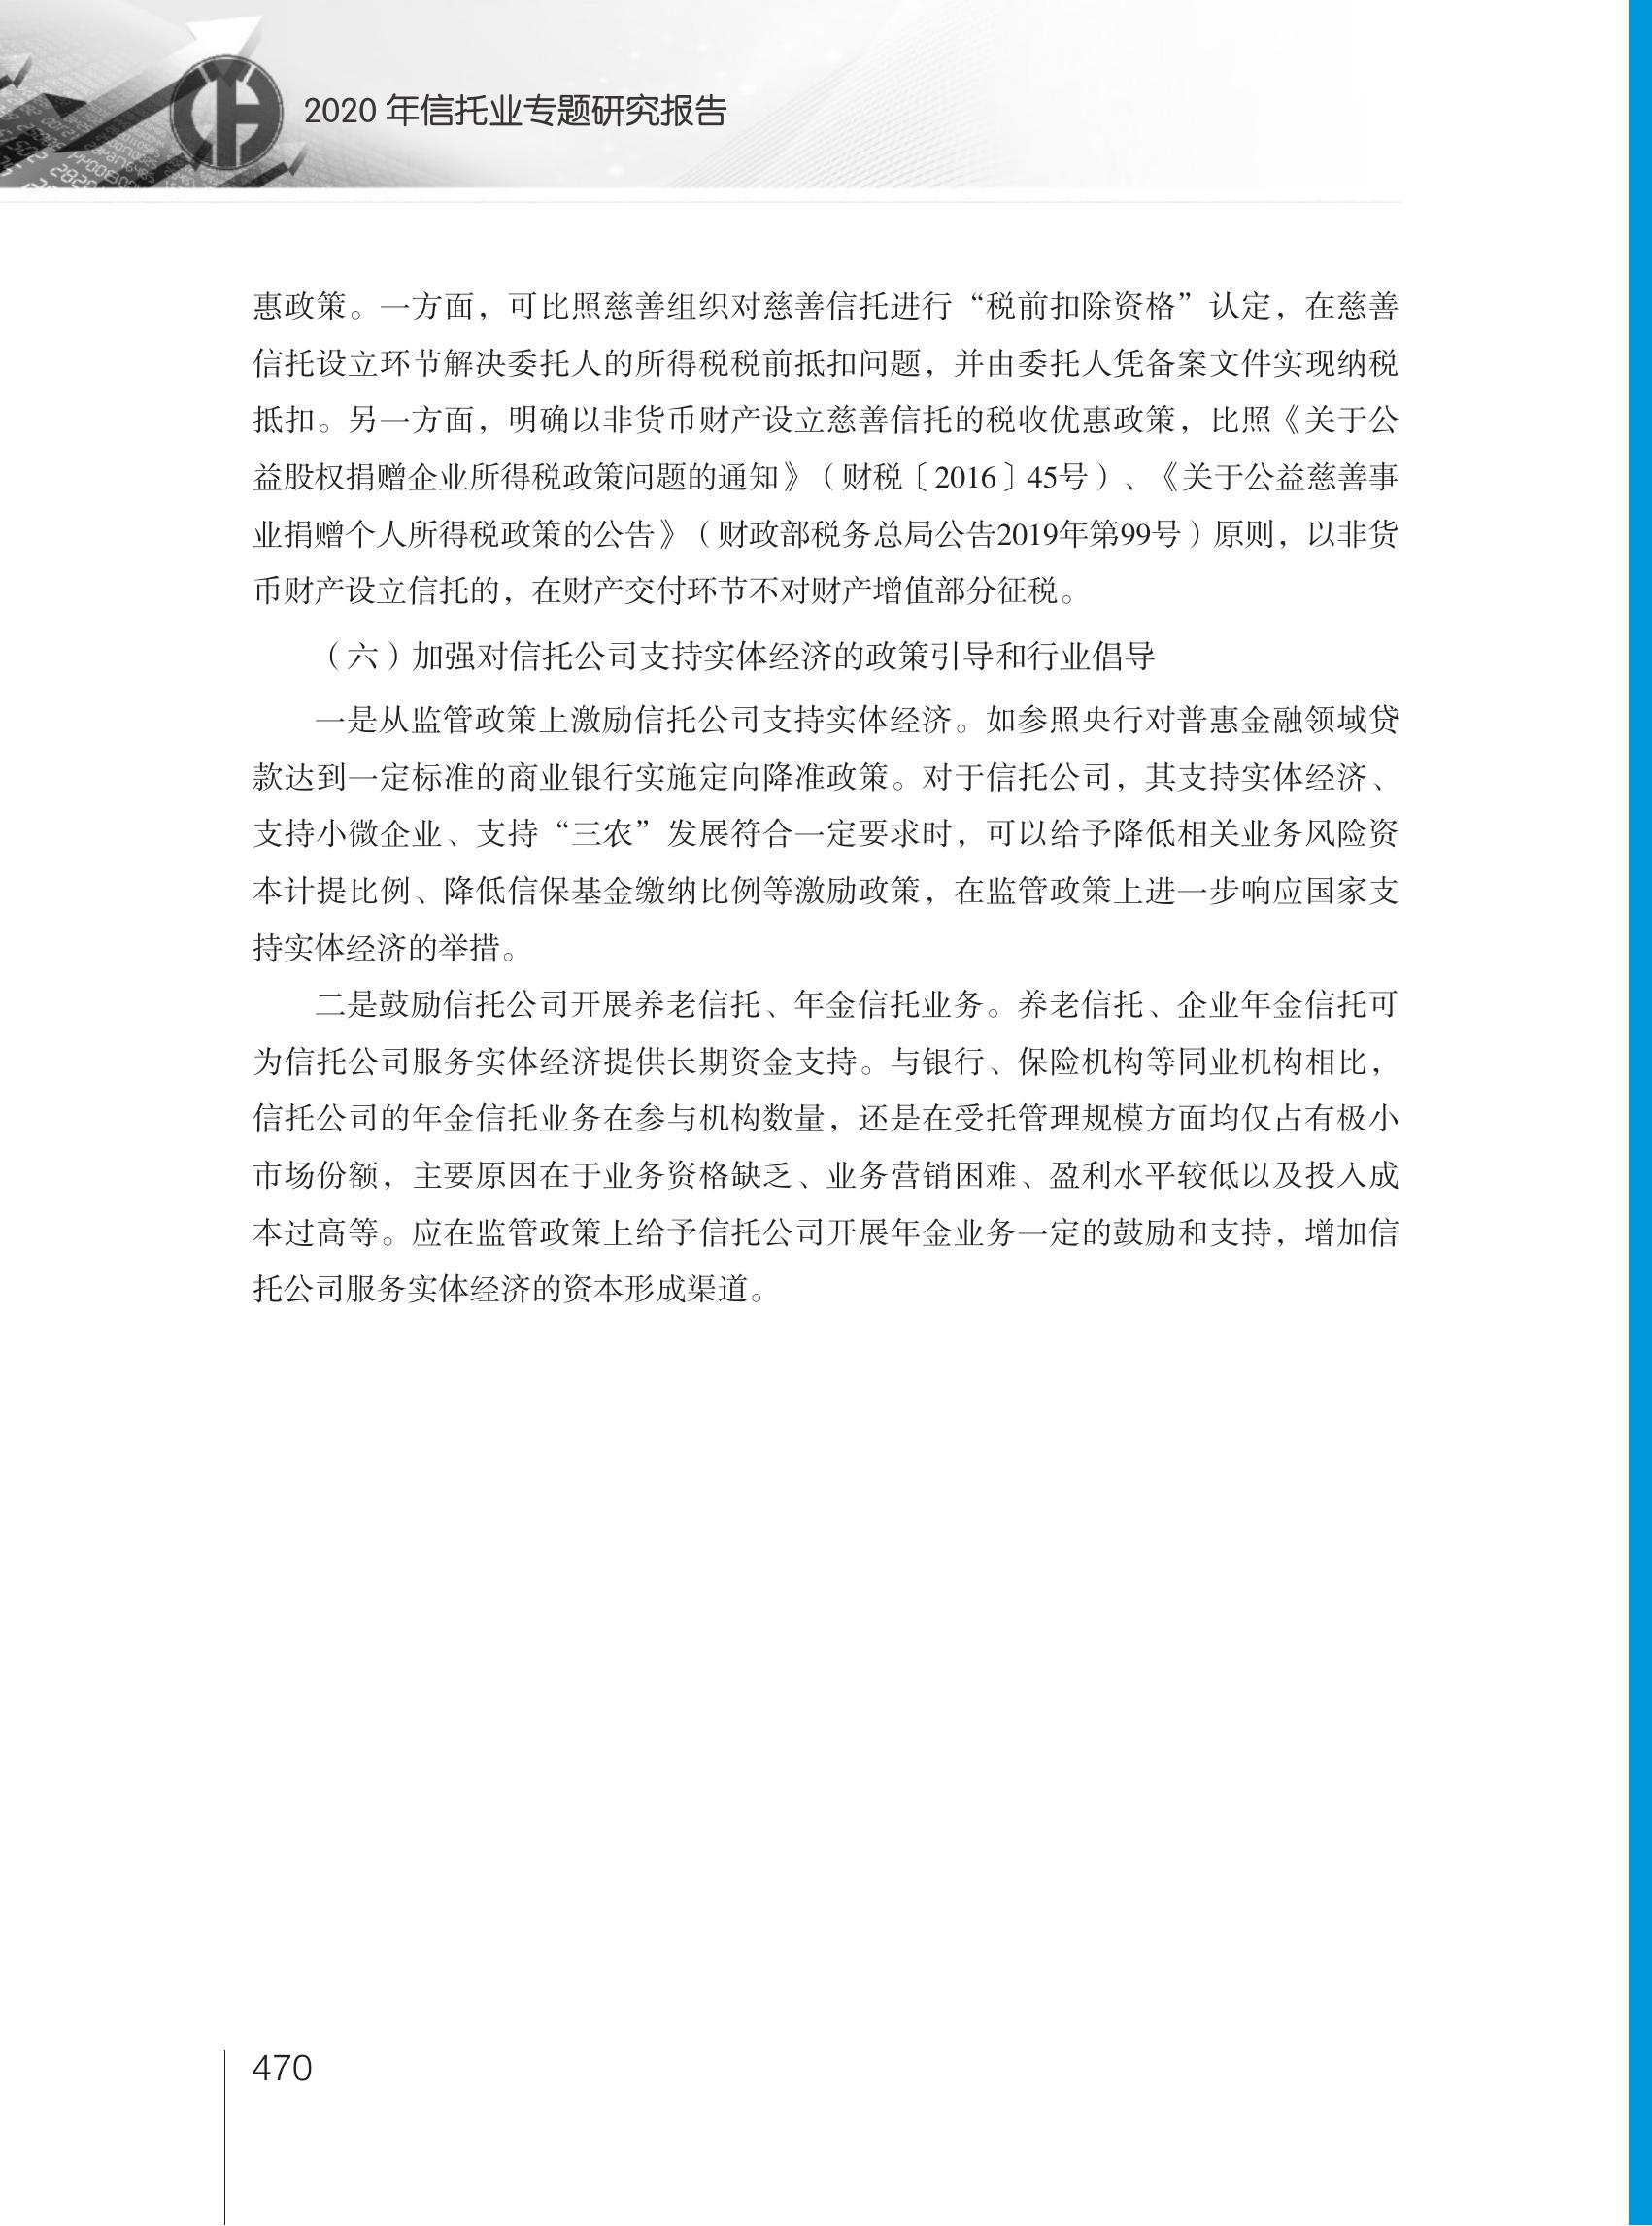 2020 年信托业专题研究报告
惠政策。一方面，可比照慈善组织对慈善信托进行“税前扣除资格”认定，在慈善
信托设立环节解决委托人的所得税税前抵扣问题，并由委托人凭备案文件实现纳税
抵扣。另一方面，明确以非货币财产设立慈善信托的税收优惠政策，比照《关于公
益股权捐赠企业所得税政策问题的通知》（财税〔2016〕45号）、《关于公益慈善事
业捐赠个人所得税政策的公告》（财政部税务总局公告2019年第99号）原则，以非货
币财产设立信托的，在财产交付环节不对财产增值部分征税。
（六）加强对信托公司支持实体经济的政策引导和行业倡导
一是从监管政策上激励信托公司支持实体经济。如参照央行对普惠金融领域贷
款达到一定标准的商业银行实施定向降准政策。对于信托公司，其支持实体经济、
支持小微企业、支持“三农”发展符合一定要求时，可以给予降低相关业务风险资
本计提比例、降低信保基金缴纳比例等激励政策，在监管政策上进一步响应国家支
持实体经济的举措。
二是鼓励信托公司开展养老信托、年金信托业务。养老信托、企业年金信托可
为信托公司服务实体经济提供长期资金支持。与银行、保险机构等同业机构相比，
信托公司的年金信托业务在参与机构数量，还是在受托管理规模方面均仅占有极小
市场份额，主要原因在于业务资格缺乏、业务营销困难、盈利水平较低以及投入成
本过高等。应在监管政策上给予信托公司开展年金业务一定的鼓励和支持，增加信
托公司服务实体经济的资本形成渠道。
470